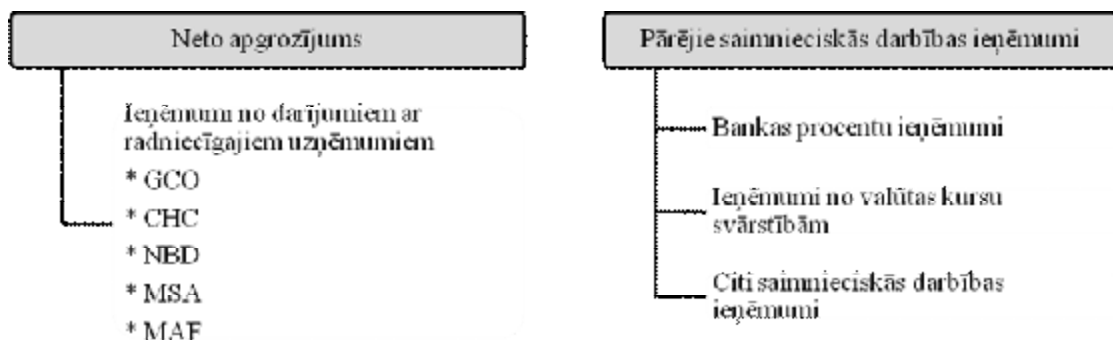 Neto apgrozījums
Ieņēmumi no darījumiem ar
radniecīgajiem uzņēmumiem
* GCO
* CHC
* NBD
* MSA
* MAF
Pārējie saimnieciskās darbības ieņēmumi
Bankas procentu ieņēmumi
Ieņēmumi no valūtas kursu
svārstībām
Citi saimnieciskās darbības
ieņēmumi